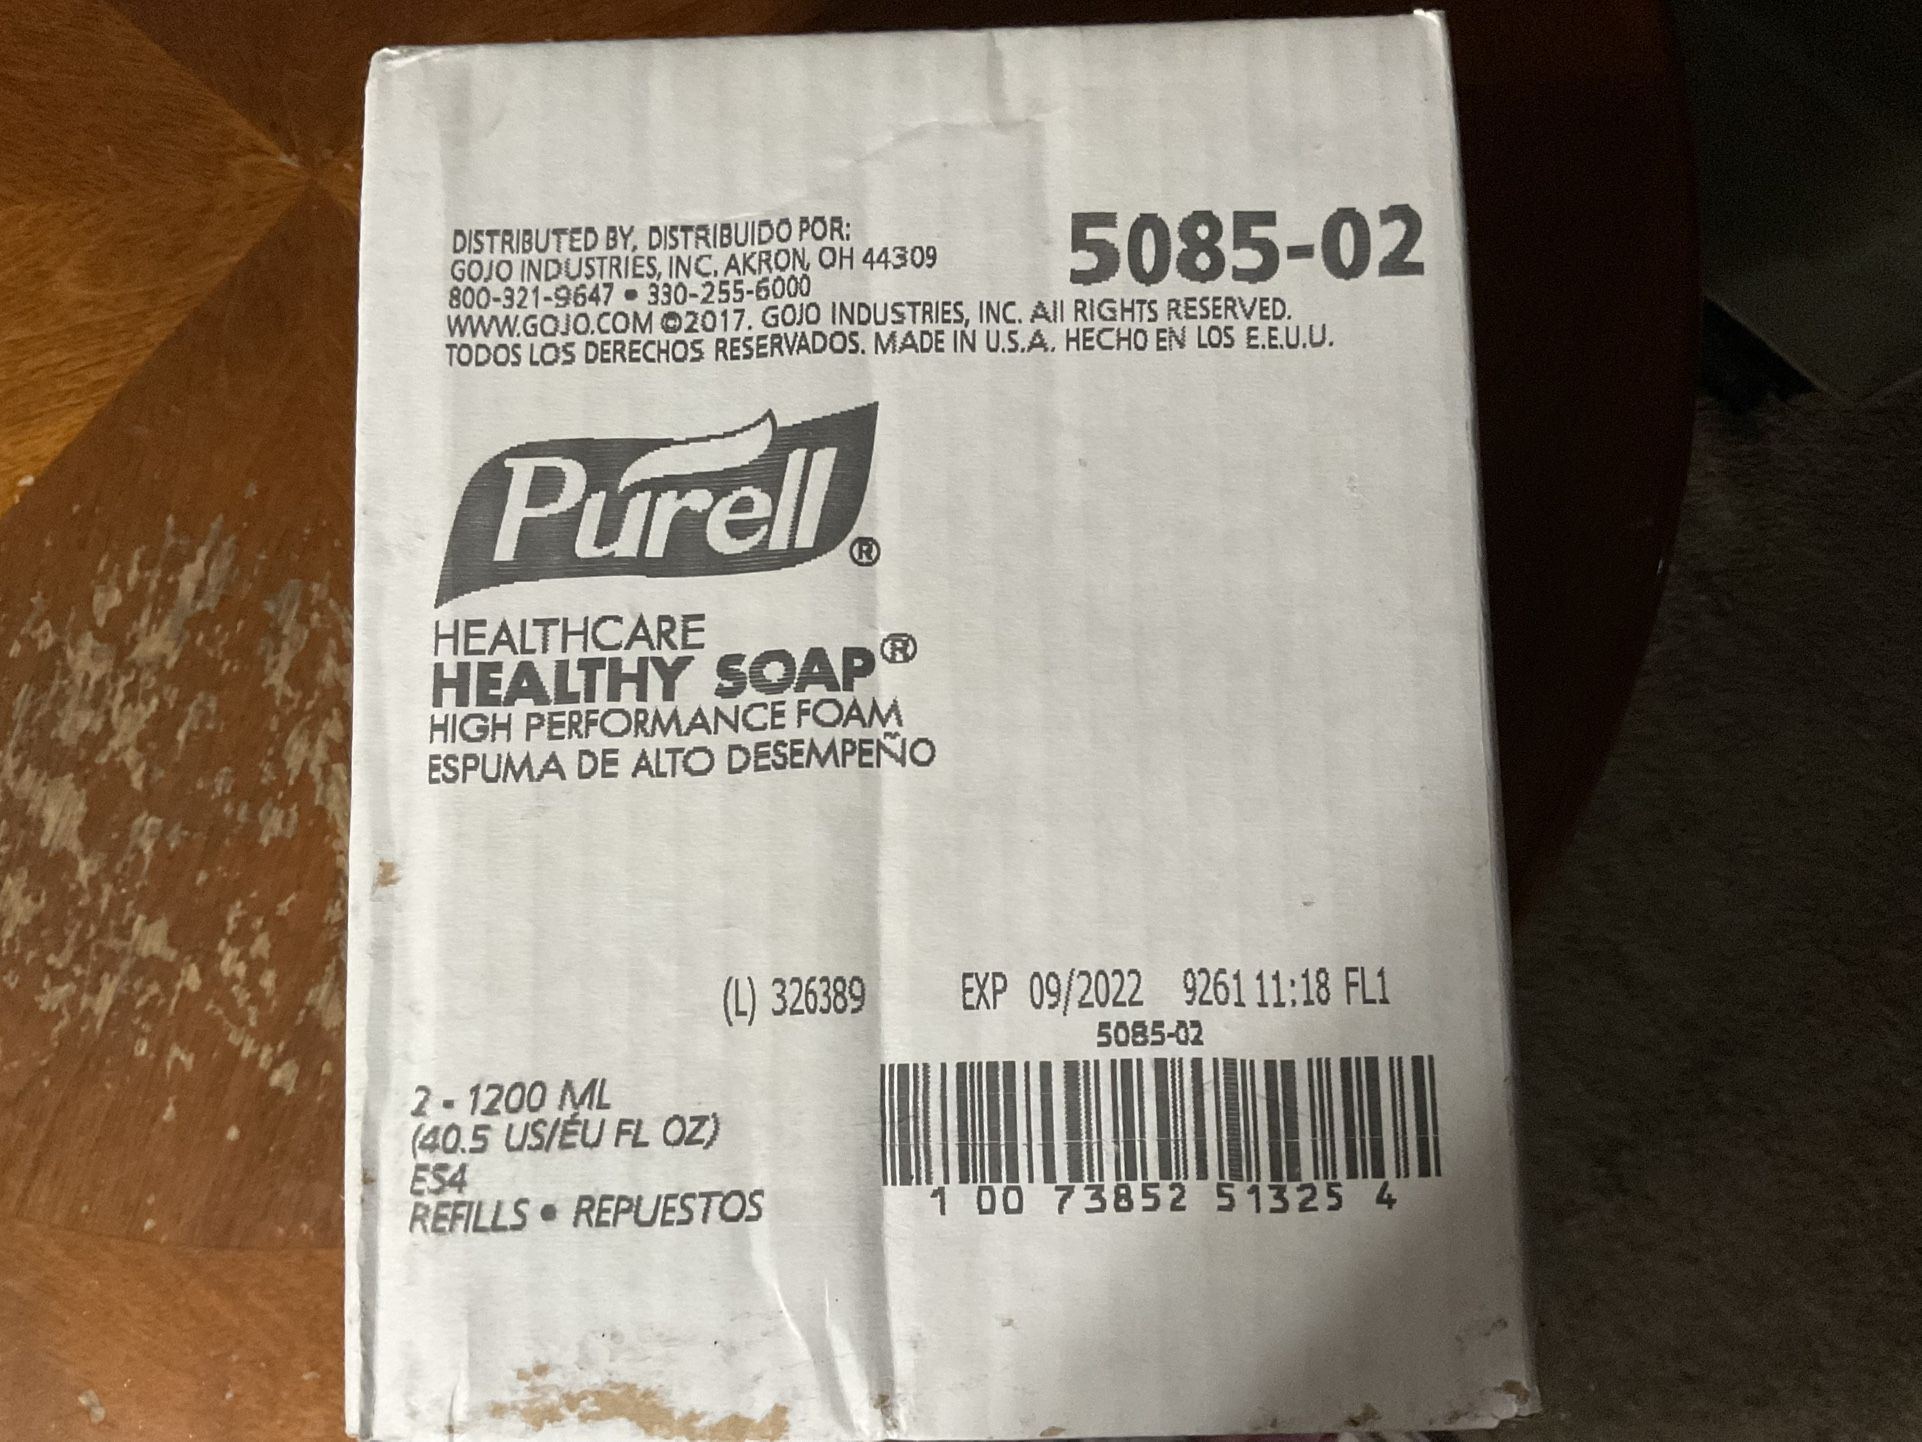 DISTRIBUTED BY, DISTRIBUIDO POR:
GOJO INDUSTRIES, INC. AKRON, OH 44309
800-321-9647 • 330-255-6000
WWW.GOJO.COM ©2017. GOJO INDUSTRIES, INC. All RIGHTS RESERVED.
TODOS LOS DERECHOS RESERVADOS. MADE IN U.S.A. HECHO EN LOS E.E.U.U.
5085-02
Purell®
HEALTHCARE
HEALTHY SOAP®
HIGH PERFORMANCE FOAM
ESPUMA DE ALTO DESEMPEÑO
(L) 326389 EXP 09/2022 9261 11:18 FL1
5085-02
2 - 1200 ML
(40.5 US/ÉU FL OZ)
ES4
REFILLS • REPUESTOS
1 00 73852 51325 4